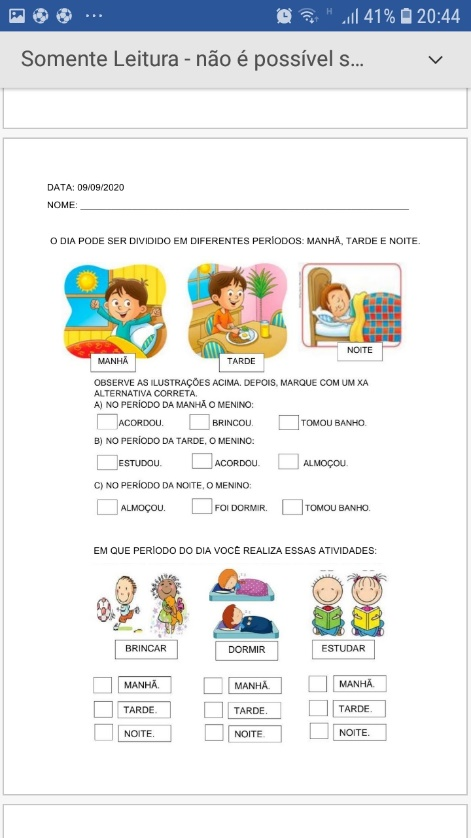 H 41% 20:44
Somente Leitura - não é possível s...
DATA: 09/09/2020
NOME: ____________________
O DIA PODE SER DIVIDIDO EM DIFERENTES PERÍODOS: MANHÃ, TARDE E NOITE.
MANHÃ TARDE NOITE
OBSERVE AS ILUSTRAÇÕES ACIMA. DEPOIS, MARQUE COM UM XA
ALTERNATIVA CORRETA.
A) NO PERÍODO DA MANHÃ O MENINO:
ACORDOU. BRINCOU. TOMOU BANHO.
B) NO PERÍODO DA TARDE, O MENINO:
ESTUDOU. ACORDOU. ALMOÇOU.
C) NO PERÍODO DA NOITE, O MENINO:
ALMOÇOU. FOI DORMIR. TOMOU BANHO.
EM QUE PERÍODO DO DIA VOCÊ REALIZA ESSAS ATIVIDADES:
BRINCAR DORMIR ESTUDAR
MANHÃ. MANHÃ. MANHÃ.
TARDE. TARDE. TARDE.
NOITE. NOITE. NOITE.